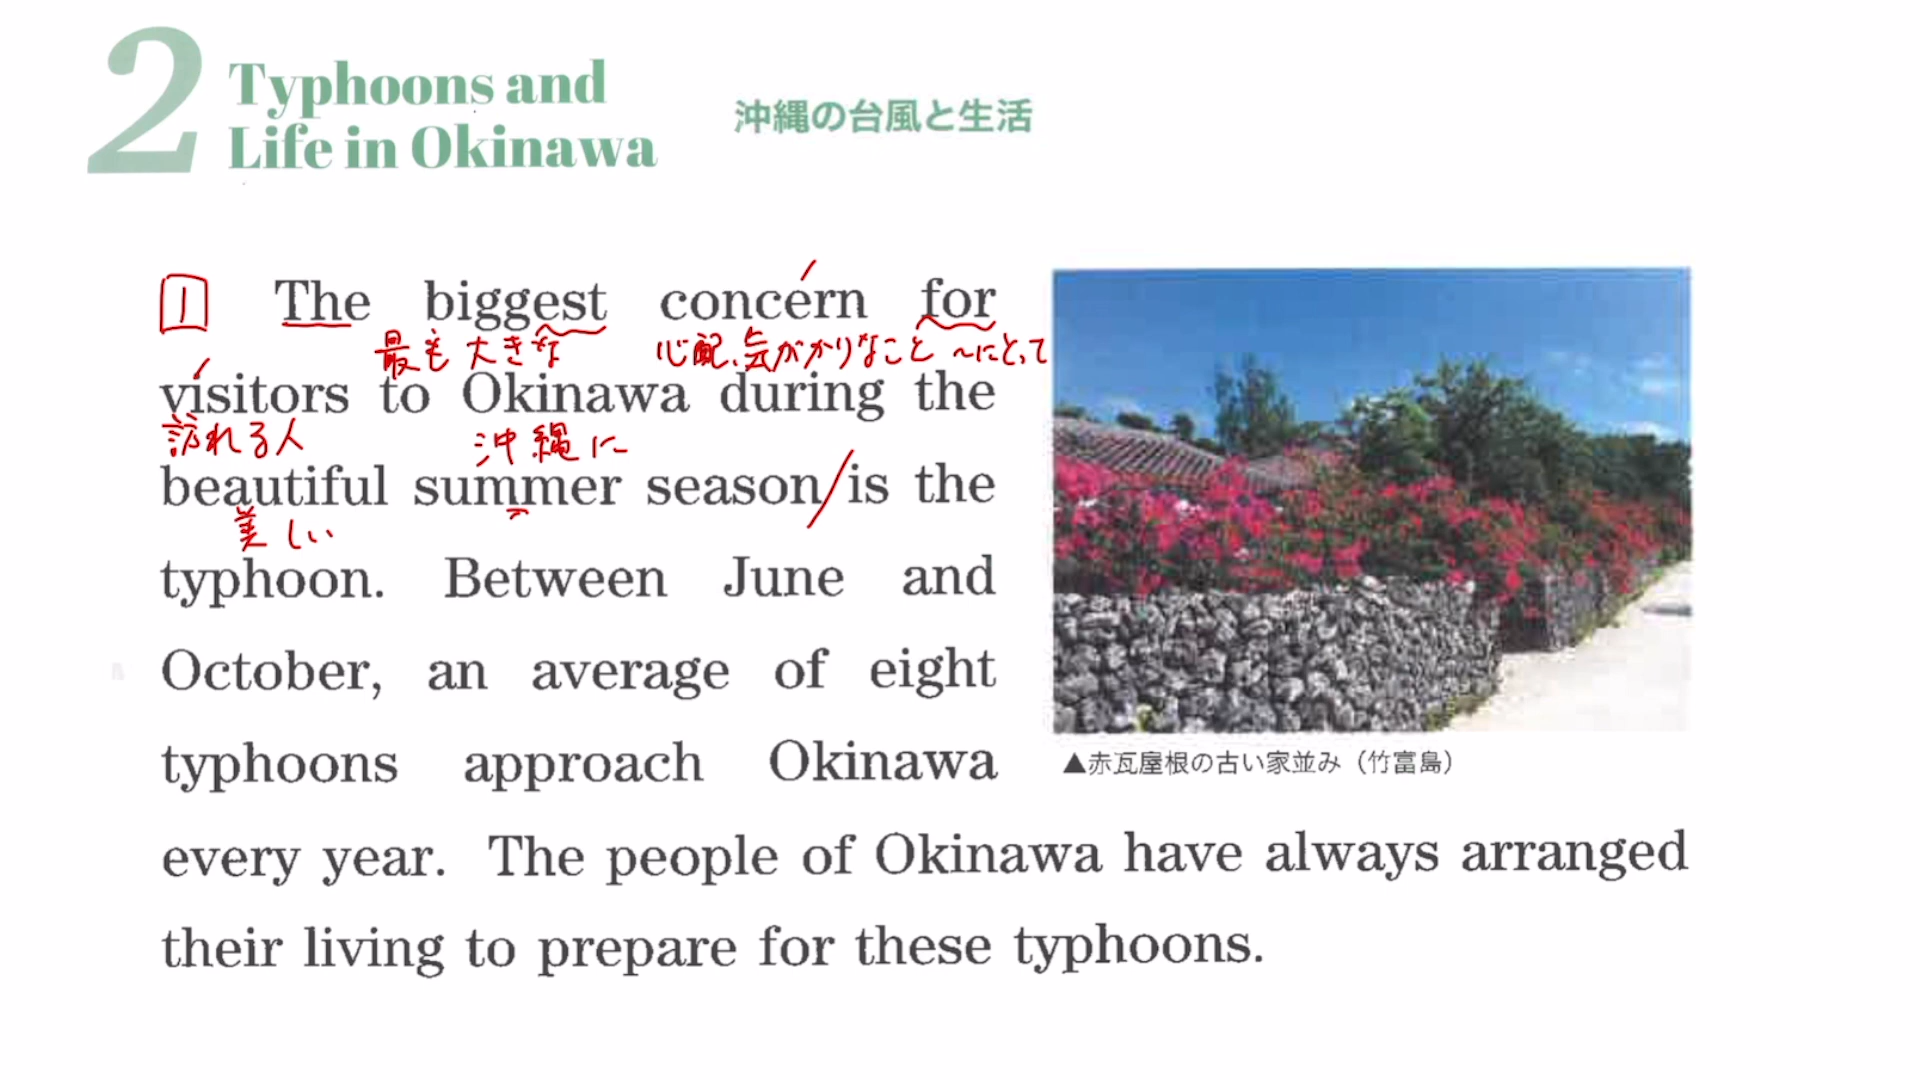 2
Typhoons and
Life in Okinawa
沖縄の台風と生活
1 The biggest concern for
最も大きな 心配、気がかりなこと ～にとって
visitors to Okinawa during the
訪れる人 沖縄に
beautiful summer season/is the
美しい
typhoon. Between June and
October, an average of eight
typhoons approach Okinawa
▲赤瓦屋根の古い家並み（竹富島）
every year. The people of Okinawa have always arranged
their living to prepare for these typhoons.